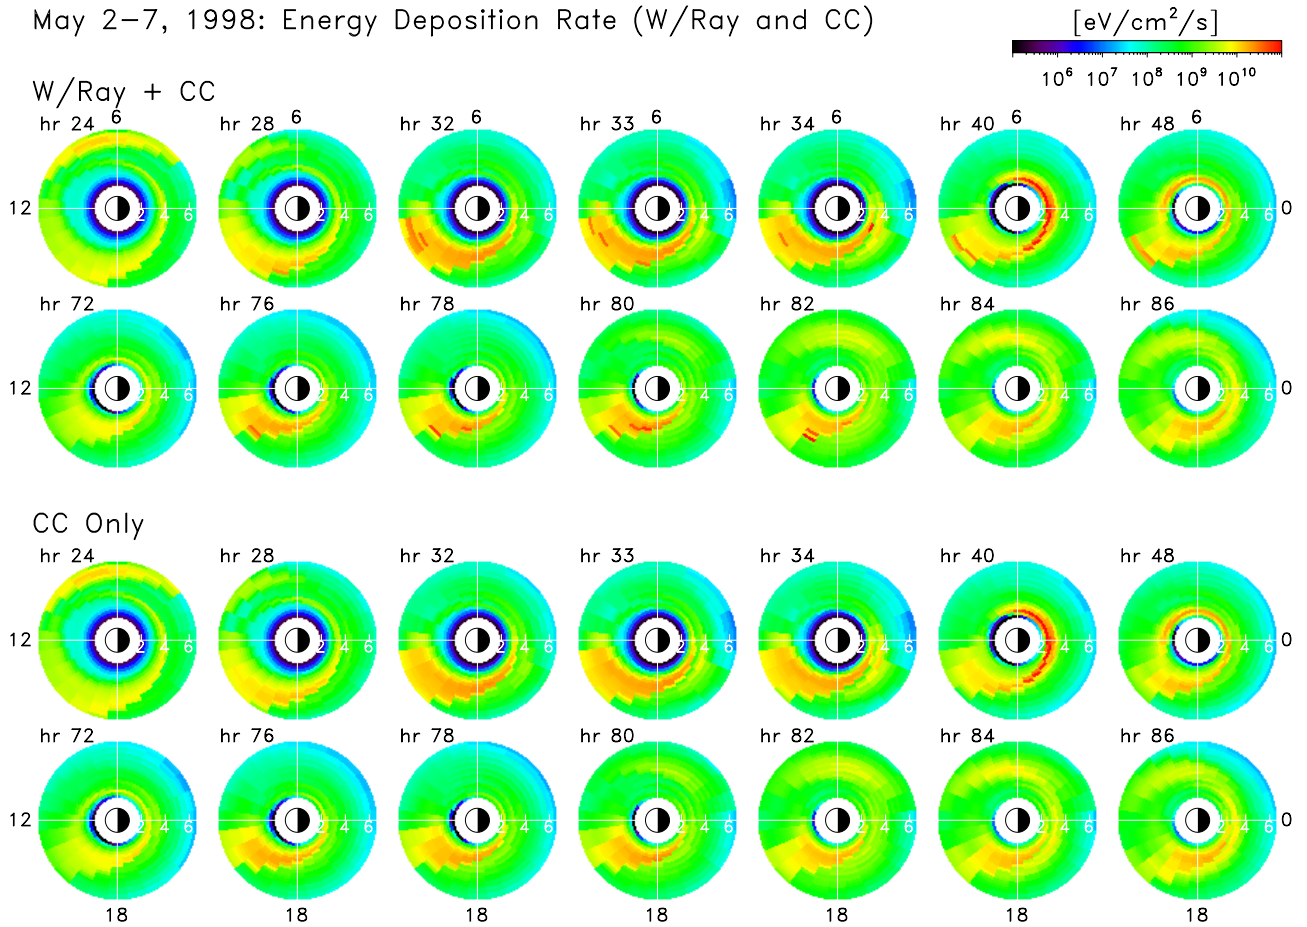 May 2-7, 1998: Energy Deposition Rate (W/Ray and CC)
[eV/cm²/s]
10⁶ 10⁷ 10⁸ 10⁹ 10¹⁰
W/Ray + CC
hr 24 6 hr 28 6 hr 32 6 hr 33 6 hr 34 6 hr 40 6 hr 48 6
12 2 4 6 2 4 6 2 4 6 2 4 6 2 4 6 2 4 6 2 4 6 0
hr 72 hr 76 hr 78 hr 80 hr 82 hr 84 hr 86
12 2 4 6 2 4 6 2 4 6 2 4 6 2 4 6 2 4 6 2 4 6 0
CC Only
hr 24 hr 28 hr 32 hr 33 hr 34 hr 40 hr 48
12 2 4 6 2 4 6 2 4 6 2 4 6 2 4 6 2 4 6 2 4 6 0
hr 72 hr 76 hr 78 hr 80 hr 82 hr 84 hr 86
12 2 4 6 2 4 6 2 4 6 2 4 6 2 4 6 2 4 6 2 4 6 0
18 18 18 18 18 18 18